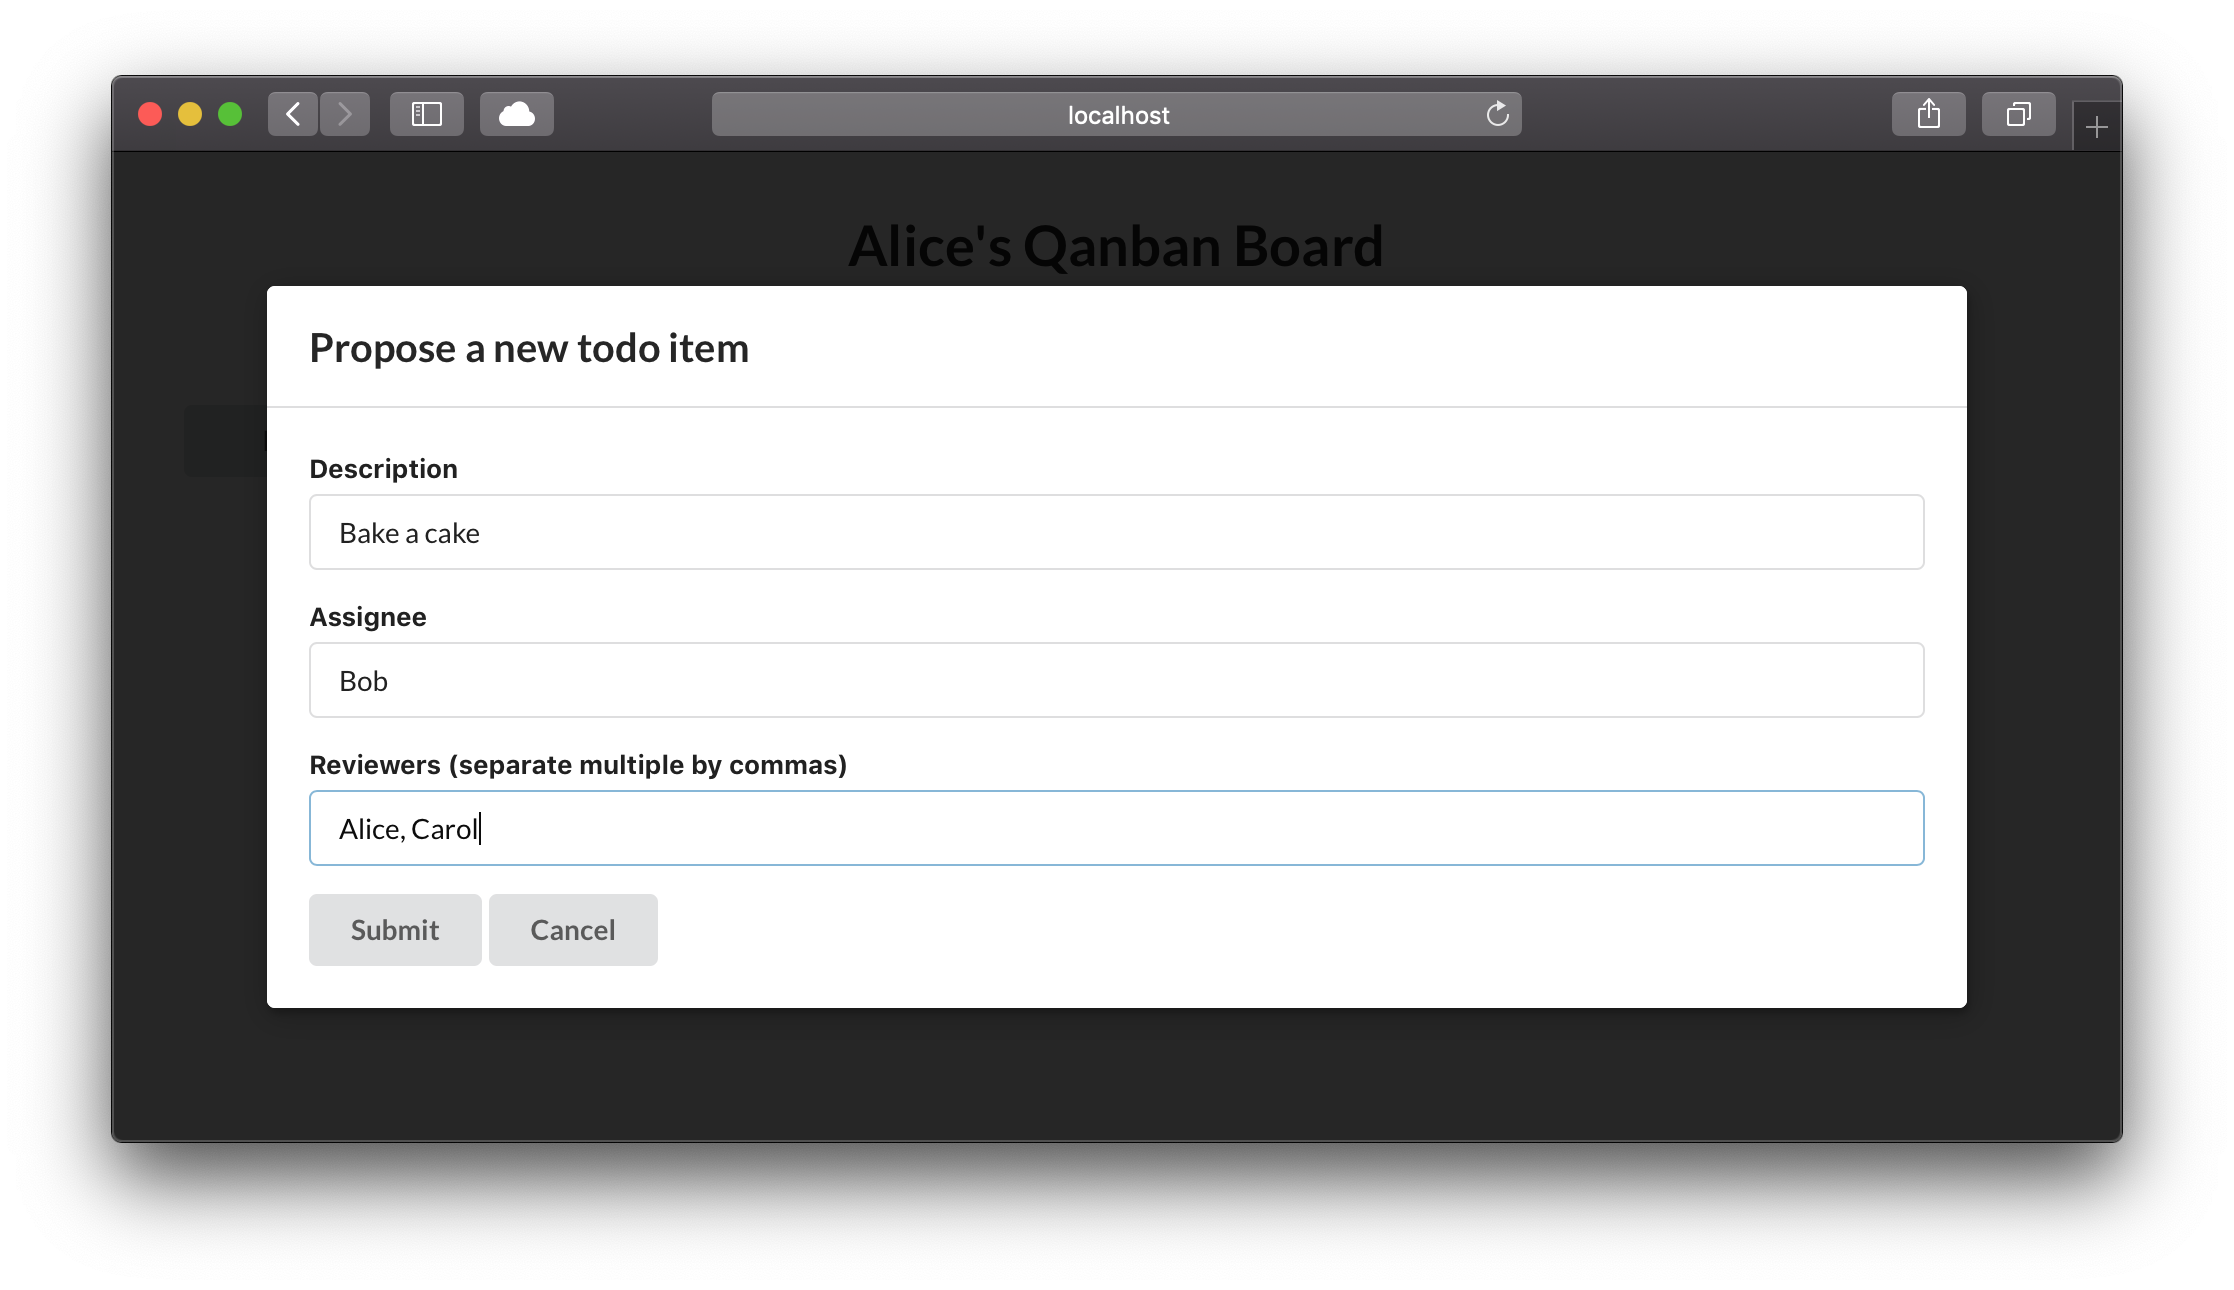 localhost
Alice's Qanban Board
Propose a new todo item
Description
Bake a cake
Assignee
Bob
Reviewers (separate multiple by commas)
Alice, Carol
Submit Cancel